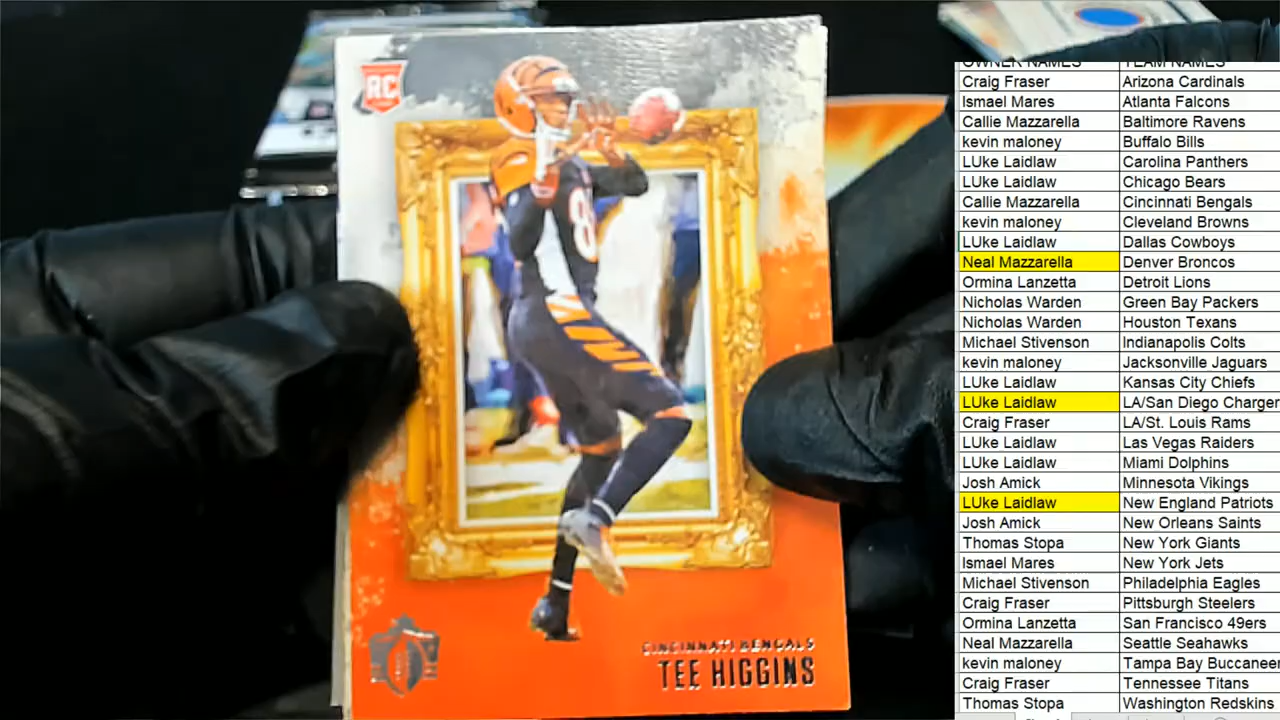 RC
8
CINCINNATI BENGALS
TEE HIGGINS
OWNER NAMES TEAM NAMES
Craig Fraser Arizona Cardinals
Ismael Mares Atlanta Falcons
Callie Mazzarella Baltimore Ravens
kevin maloney Buffalo Bills
LUke Laidlaw Carolina Panthers
LUke Laidlaw Chicago Bears
Callie Mazzarella Cincinnati Bengals
kevin maloney Cleveland Browns
LUke Laidlaw Dallas Cowboys
Neal Mazzarella Denver Broncos
Ormina Lanzetta Detroit Lions
Nicholas Warden Green Bay Packers
Nicholas Warden Houston Texans
Michael Stivenson Indianapolis Colts
kevin maloney Jacksonville Jaguars
LUke Laidlaw Kansas City Chiefs
LUke Laidlaw LA/San Diego Charger
Craig Fraser LA/St. Louis Rams
LUke Laidlaw Las Vegas Raiders
LUke Laidlaw Miami Dolphins
Josh Amick Minnesota Vikings
LUke Laidlaw New England Patriots
Josh Amick New Orleans Saints
Thomas Stopa New York Giants
Ismael Mares New York Jets
Michael Stivenson Philadelphia Eagles
Craig Fraser Pittsburgh Steelers
Ormina Lanzetta San Francisco 49ers
Neal Mazzarella Seattle Seahawks
kevin maloney Tampa Bay Buccaneer
Craig Fraser Tennessee Titans
Thomas Stopa Washington Redskins